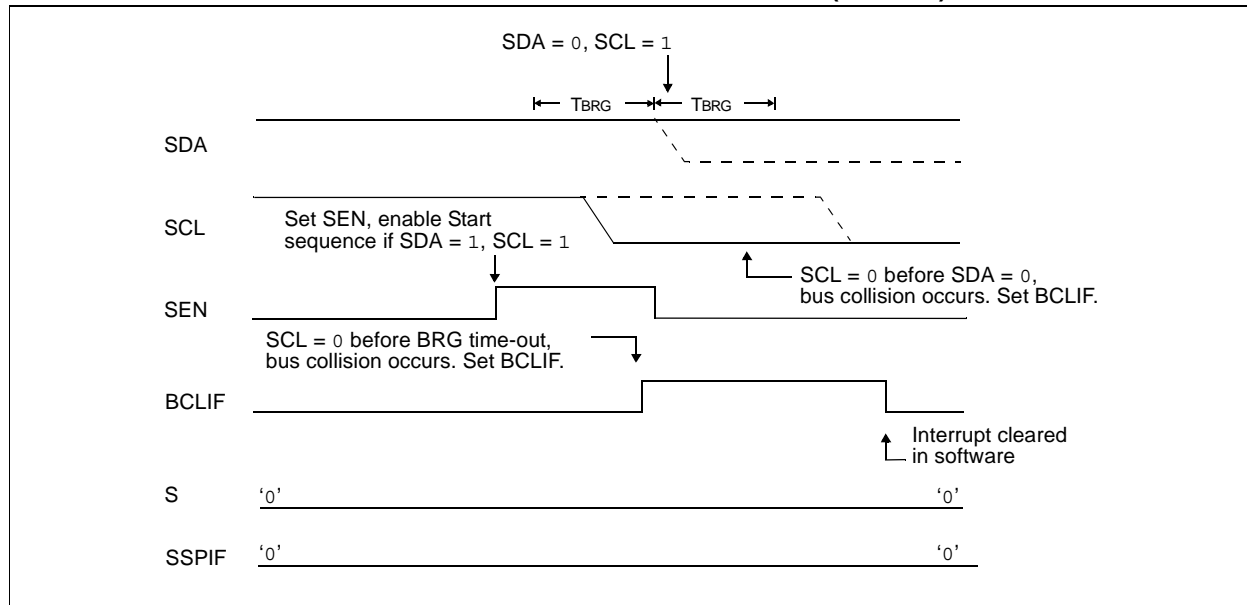 SDA = 0, SCL = 1
TBRG TBRG
SDA
SCL
Set SEN, enable Start
sequence if SDA = 1, SCL = 1
SCL = 0 before SDA = 0,
bus collision occurs. Set BCLIF.
SEN
SCL = 0 before BRG time-out,
bus collision occurs. Set BCLIF.
BCLIF
Interrupt cleared
in software
S ‘0’ ‘0’
SSPIF ‘0’ ‘0’